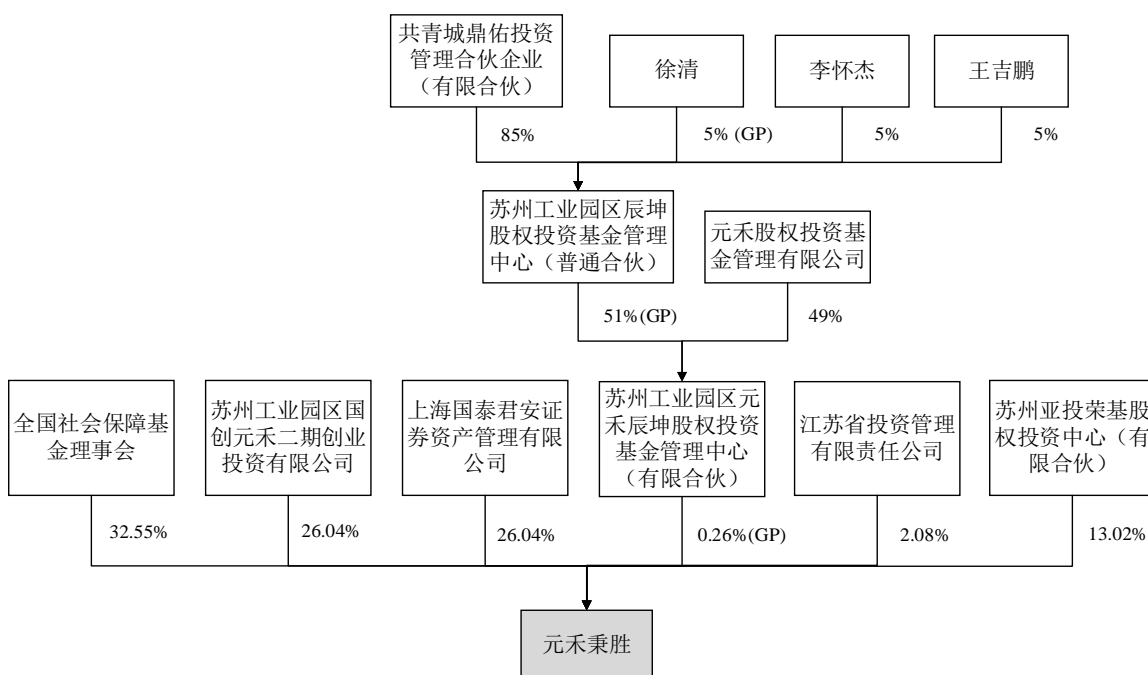 共青城鼎佑投资
管理合伙企业
（有限合伙）
徐清
李怀杰
王吉鹏
85%
5% (GP)
5%
5%
苏州工业园区辰坤
股权投资基金管理
中心（普通合伙）
元禾股权投资基
金管理有限公司
51%(GP)
49%
全国社会保障基
金理事会
苏州工业园区国
创元禾二期创业
投资有限公司
上海国泰君安证
券资产管理有限
公司
苏州工业园区元
禾辰坤股权投资
基金管理中心
（有限合伙）
江苏省投资管理
有限责任公司
苏州亚投荣基股
权投资中心（有
限合伙）
32.55%
26.04%
26.04%
0.26%(GP)
2.08%
13.02%
元禾秉胜